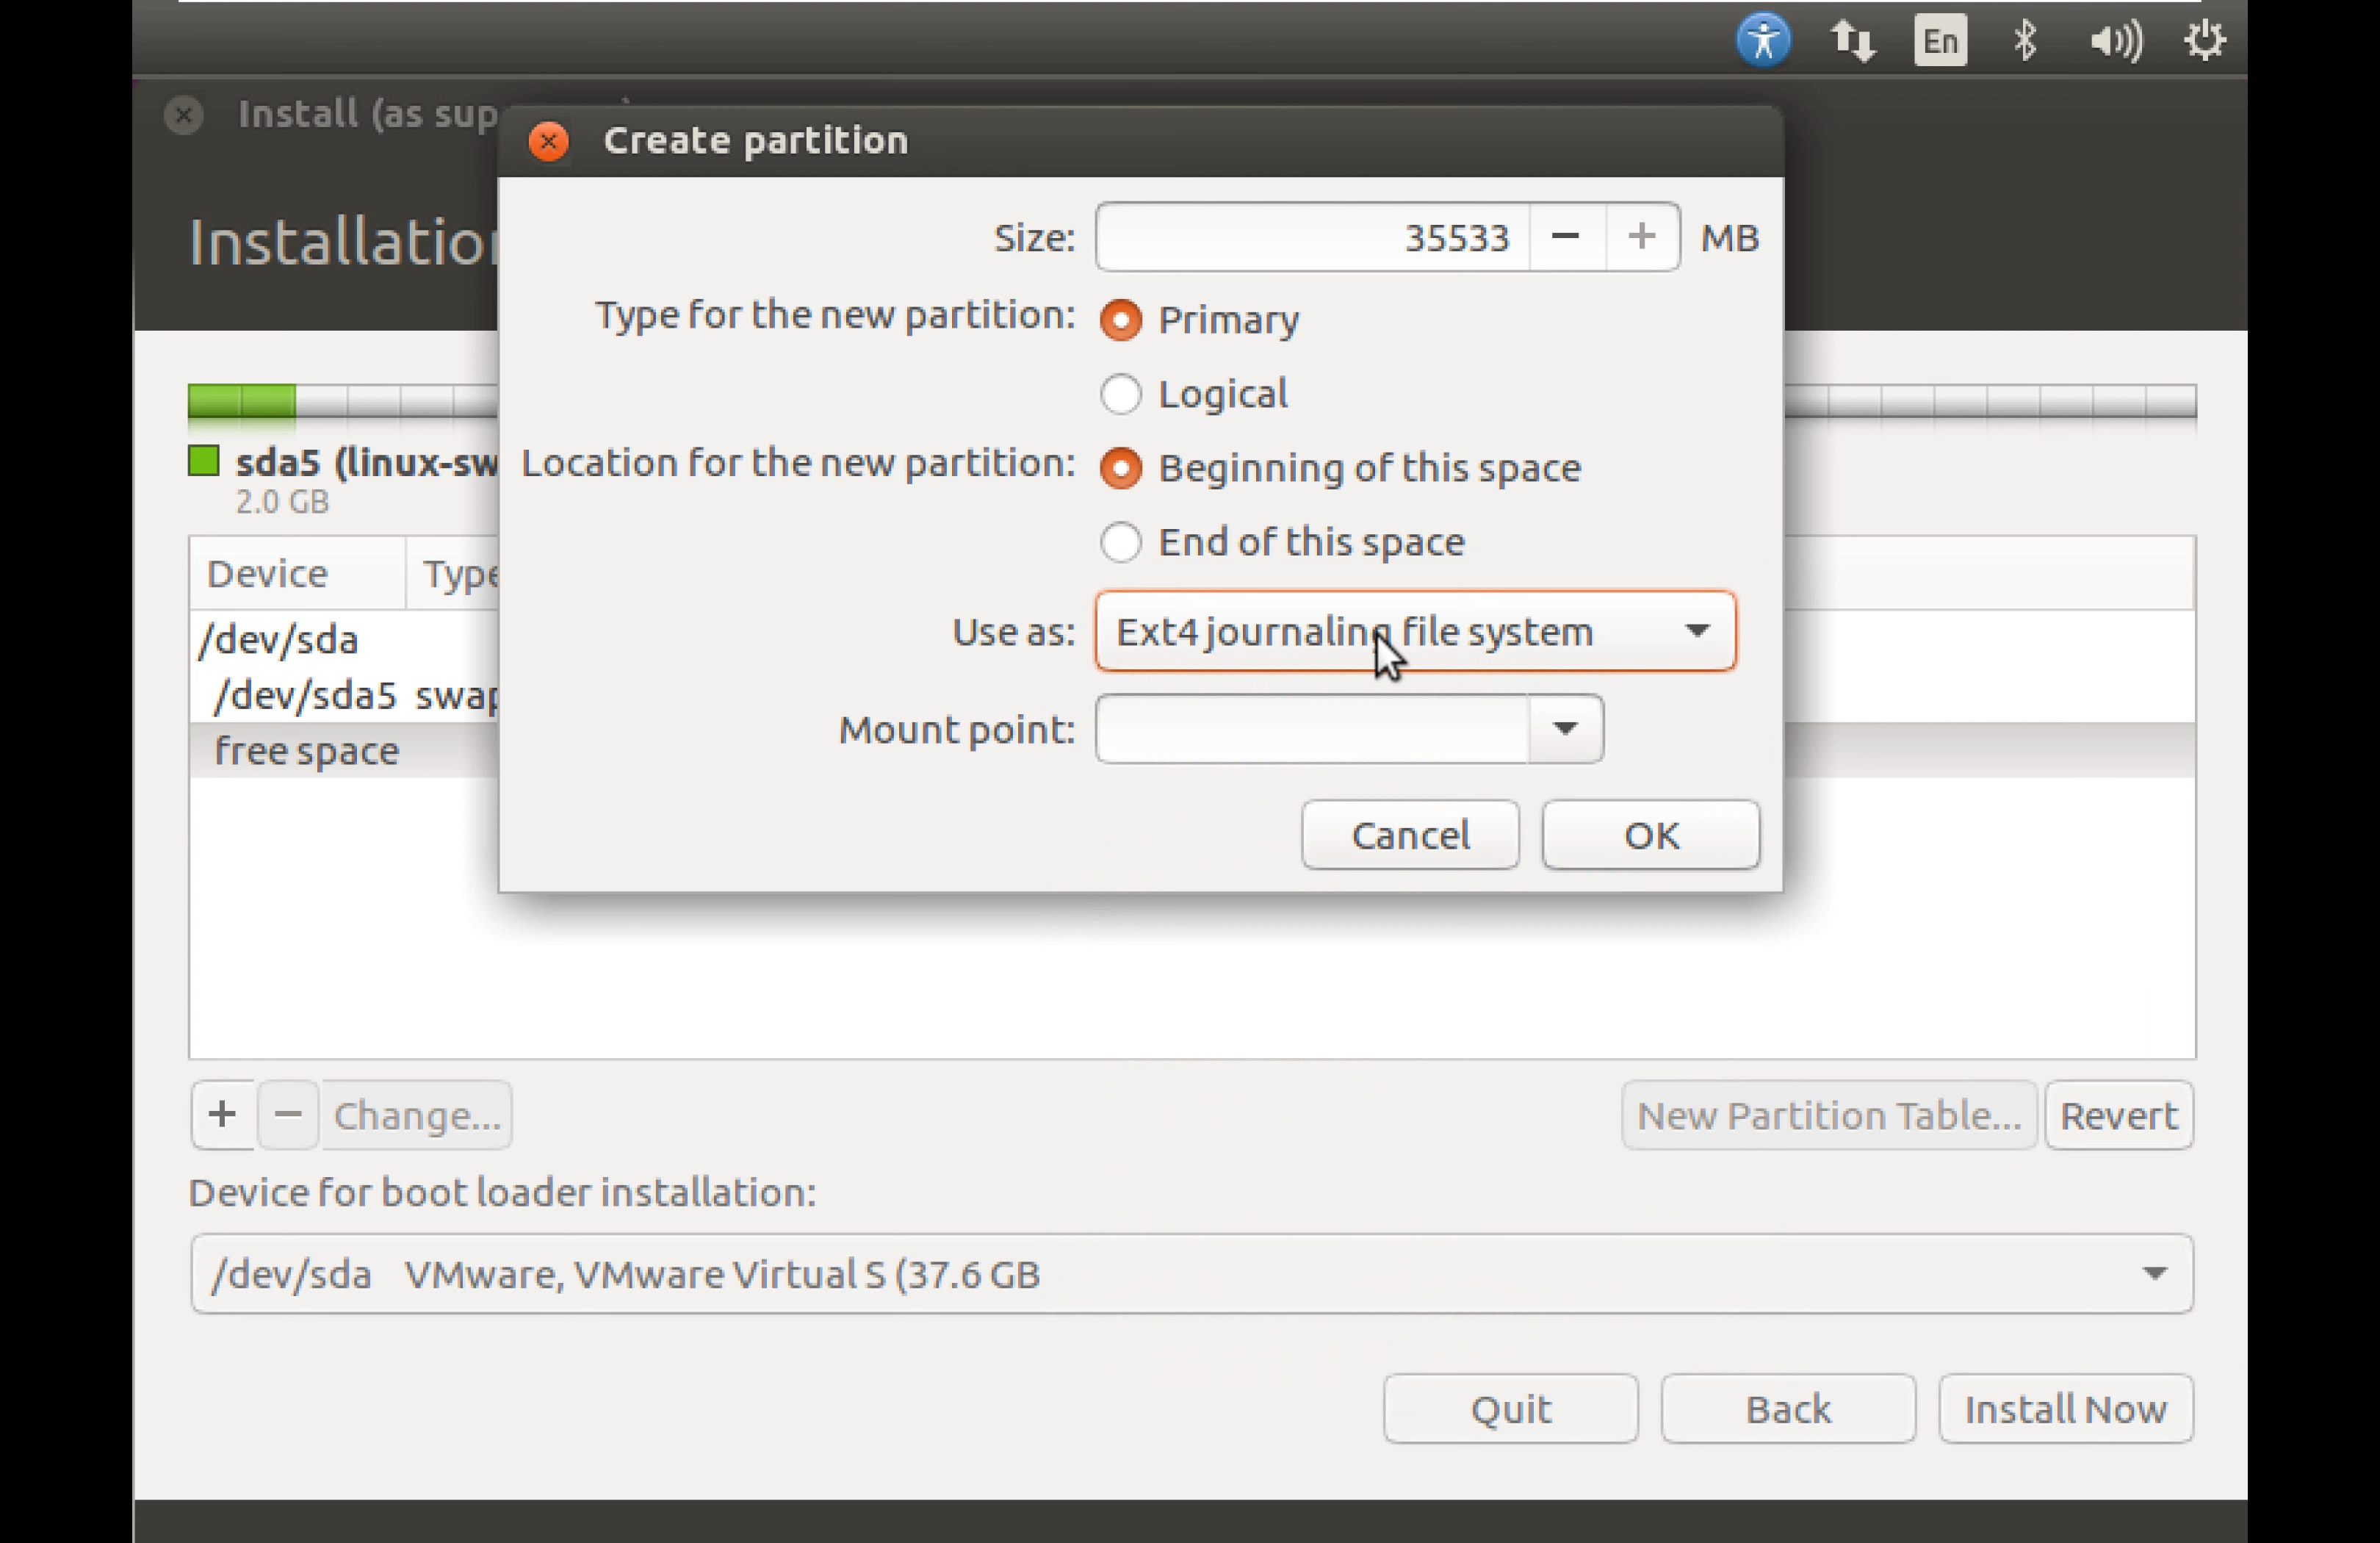 En
Install (as sup
Create partition
Installation
Size: 35533 MB
Type for the new partition: Primary
Logical
sda5 (linux-sw
2.0 GB
Location for the new partition: Beginning of this space
End of this space
Device Type
/dev/sda
/dev/sda5 swap
free space
Use as: Ext4 journaling file system
Mount point:
Cancel OK
+ − Change...
New Partition Table... Revert
Device for boot loader installation:
/dev/sda VMware, VMware Virtual S (37.6 GB
Quit Back Install Now